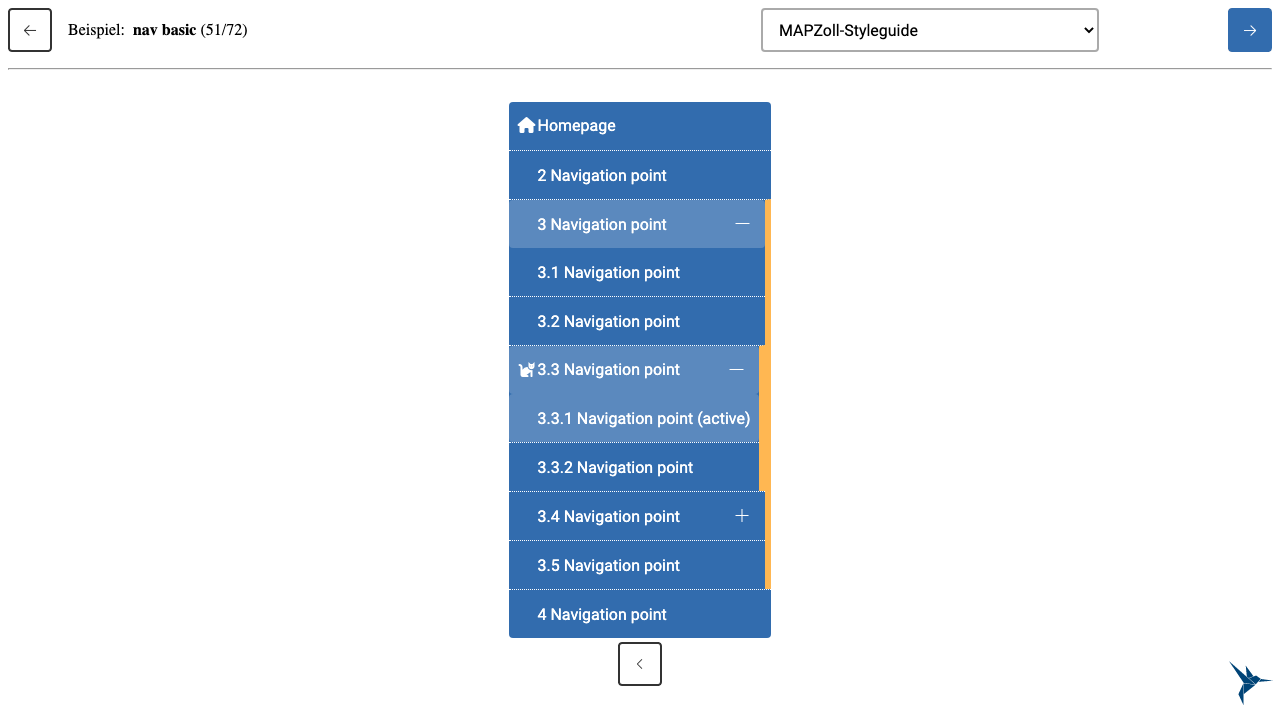 Beispiel: nav basic (51/72)
MAPZoll-Styleguide
Homepage
2 Navigation point
3 Navigation point
3.1 Navigation point
3.2 Navigation point
3.3 Navigation point
3.3.1 Navigation point (active)
3.3.2 Navigation point
3.4 Navigation point
3.5 Navigation point
4 Navigation point